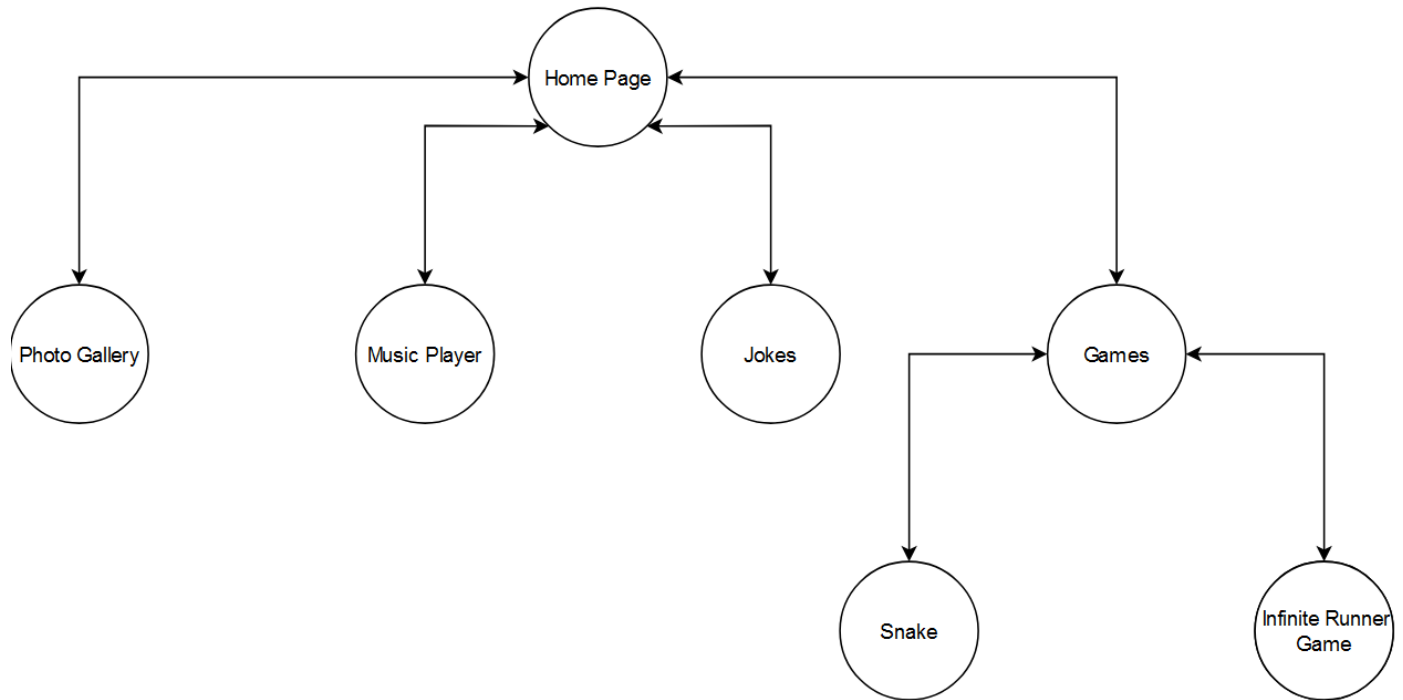 Home Page
Photo Gallery
Music Player
Jokes
Games
Snake
Infinite Runner
Game